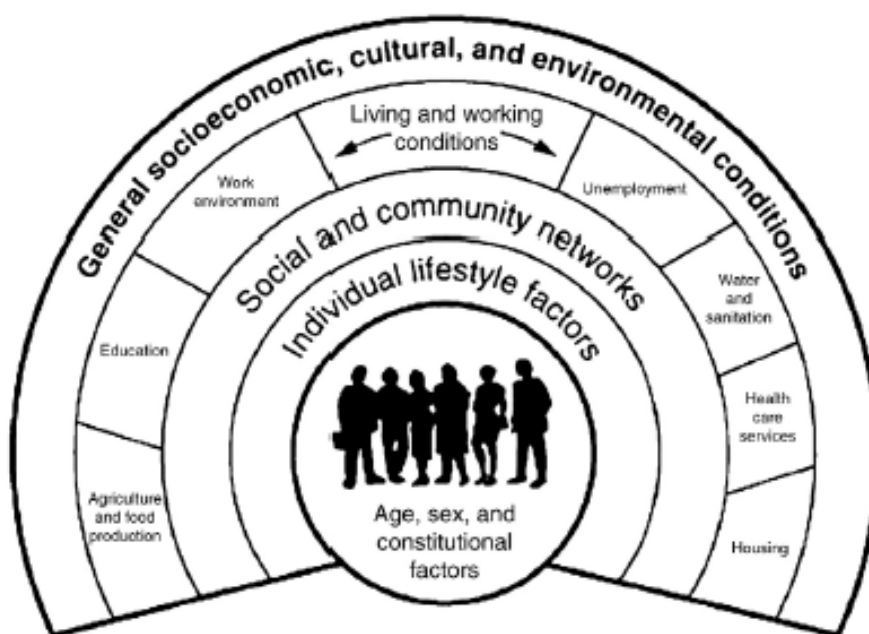 General socioeconomic, cultural, and environmental conditions
Living and working
conditions
Work
environment
Unemployment
Education
Water
and
sanitation
Agriculture
and food
production
Health
care
services
Housing
Social and community networks
Individual lifestyle factors
Age, sex, and
constitutional
factors